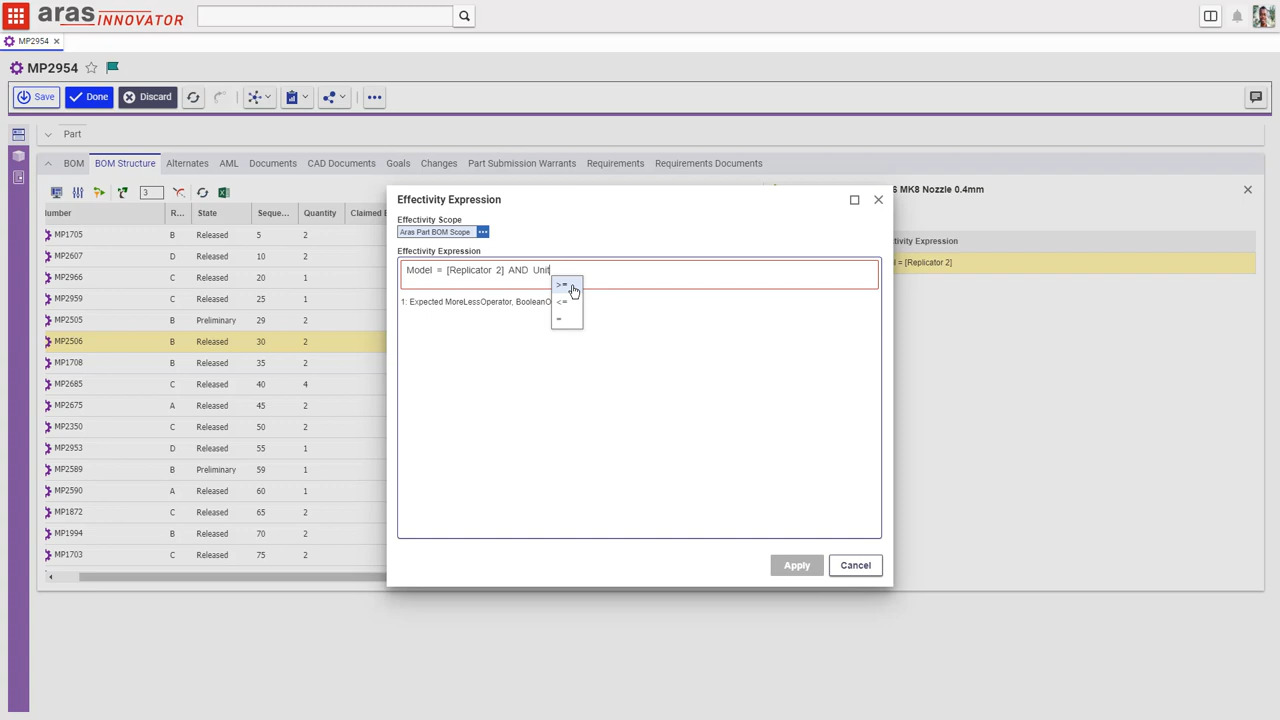 aras INNOVATOR
MP2954
MP2954
Save Done Discard
Part
BOM BOM Structure Alternates AML Documents CAD Documents Goals Changes Part Submission Warrants Requirements Requirements Documents
3
MK8 Nozzle 0.4mm
Effectivity Expression
Effectivity Scope
Aras Part BOM Scope
Effectivity Expression
Model = [Replicator 2] AND Unit
1: Expected MoreLessOperator, BooleanO
>=
<=
=
Apply Cancel
umber R... State Seque... Quantity Claimed
MP1705 B Released 5 2
MP2607 C Released 10 2
MP2966 C Released 20 1
MP2959 C Released 25 1
MP2505 B Preliminary 29 2
MP2506 B Released 30 2
MP1708 B Released 35 2
MP2685 C Released 40 4
MP2675 A Released 45 2
MP2350 C Released 50 2
MP2953 D Released 55 1
MP2589 B Preliminary 59 1
MP2590 A Released 60 1
MP1872 C Released 65 2
MP1994 B Released 70 2
MP1703 C Released 75 2
tivity Expression
= [Replicator 2]